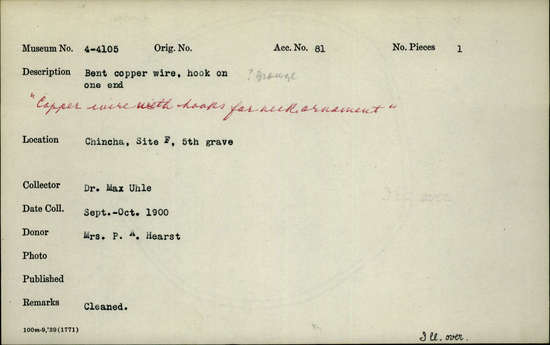 Museum No. 4-4105 Orig. No. Acc. No. 81 No. Pieces 1
Description Bent copper wire, hook on one end ? Bronze
"Copper wire with hooks for neck ornament"
Location Chincha, Site F, 5th grave
Collector Dr. Max Uhle
Date Coll. Sept.-Oct. 1900
Donor Mrs. P. A. Hearst
Photo
Published
Remarks Cleaned.
100m-9,'39(1771)
Ill. over.